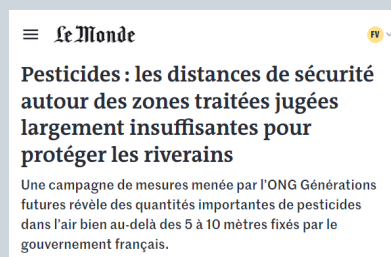 Le Monde
FV
Pesticides : les distances de sécurité
autour des zones traitées jugées
largement insuffisantes pour
protéger les riverains
Une campagne de mesures menée par l'ONG Générations
futures révèle des quantités importantes de pesticides
dans l'air bien au-delà des 5 à 10 mètres fixés par le
gouvernement français.